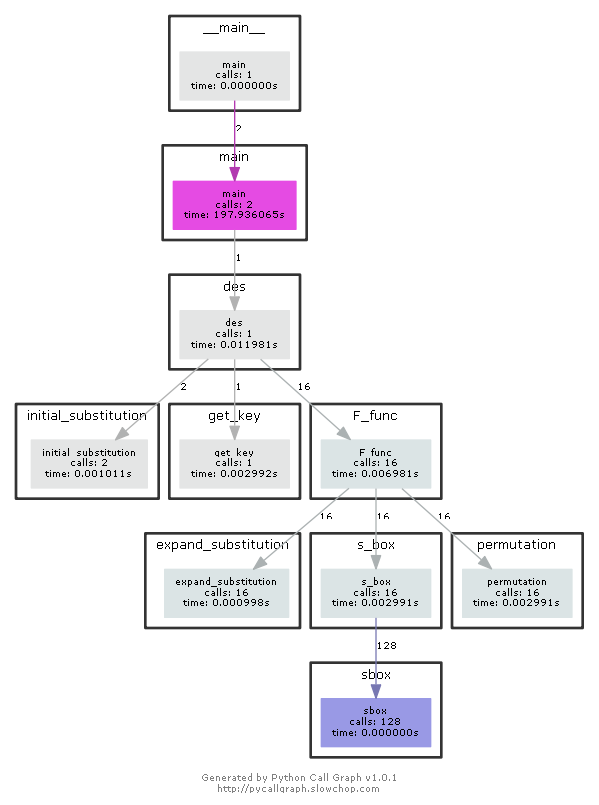 __main__
main
calls: 1
time: 0.000000s
2
main
main
calls: 2
time: 197.936065s
1
des
des
calls: 1
time: 0.011981s
2
1
16
initial_substitution
get_key
F_func
initial_substitution
calls: 2
time: 0.001011s
get_key
calls: 1
time: 0.002992s
F_func
calls: 16
time: 0.006981s
16
16
16
expand_substitution
s_box
permutation
expand_substitution
calls: 16
time: 0.000998s
s_box
calls: 16
time: 0.002991s
permutation
calls: 16
time: 0.002991s
128
sbox
sbox
calls: 128
time: 0.000000s
Generated by Python Call Graph v1.0.1
http://pycallgraph.slowchop.com